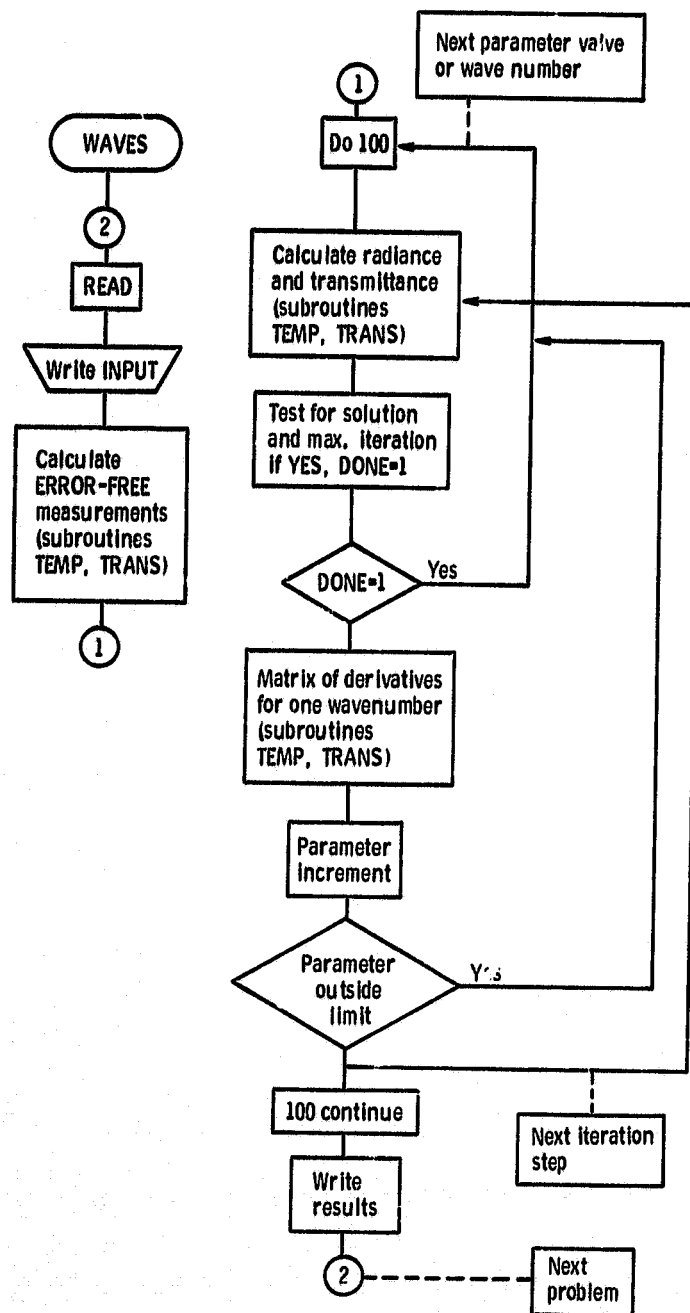 WAVES
2
READ
Write INPUT
Calculate
ERROR-FREE
measurements
(subroutines
TEMP, TRANS)
1
Next parameter valve
or wave number
1
Do 100
Calculate radiance
and transmittance
(subroutines
TEMP, TRANS)
Test for solution
and max. iteration
if YES, DONE=1
DONE=1
Yes
Matrix of derivatives
for one wavenumber
(subroutines
TEMP, TRANS)
Parameter
increment
Parameter
outside
limit
Yes
100 continue
Next iteration
step
Write
results
2
Next
problem